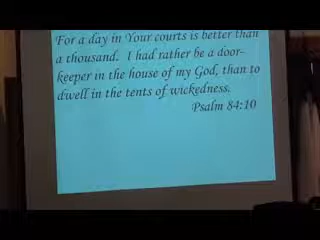 For a day in Your courts is better than
a thousand. I had rather be a door-
keeper in the house of my God, than to
dwell in the tents of wickedness.
Psalm 84:10